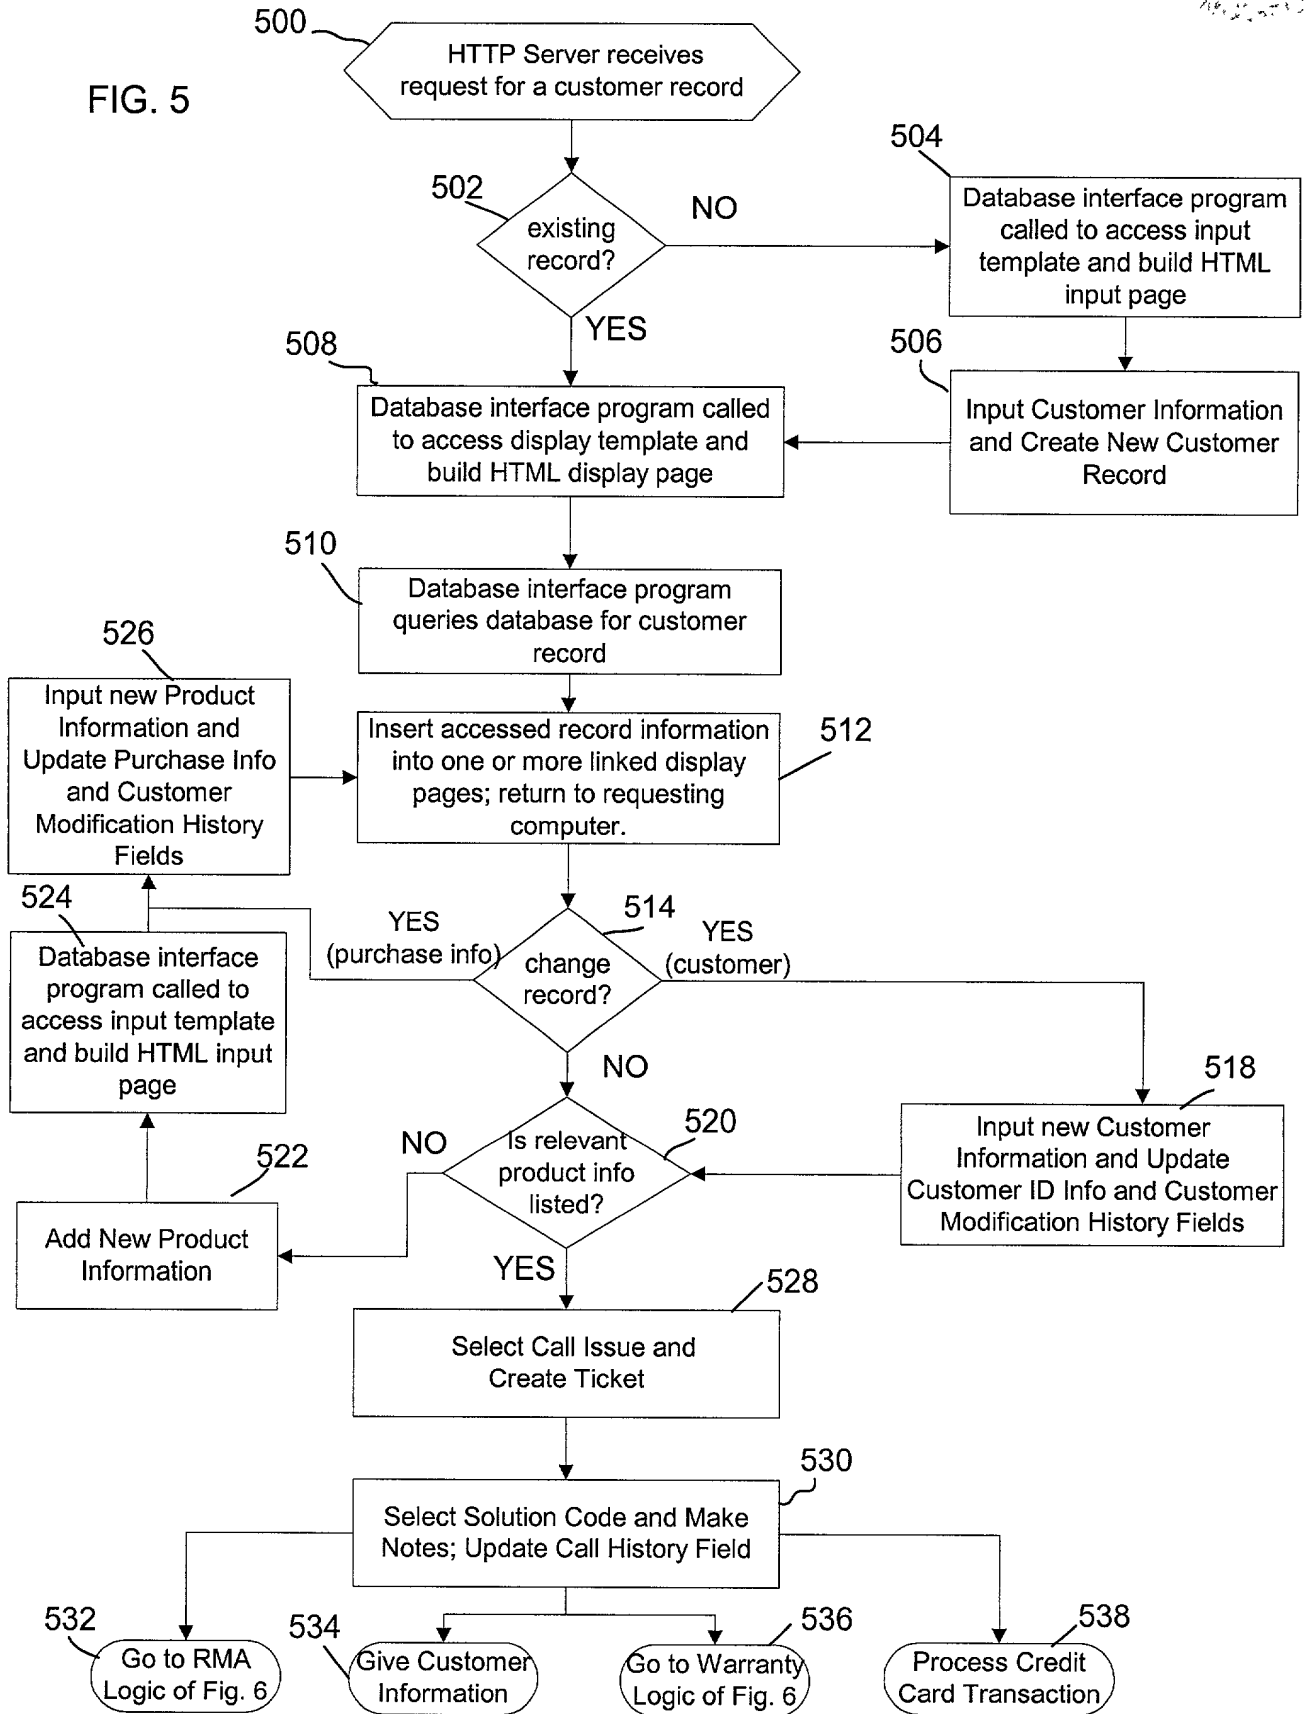 500
HTTP Server receives
request for a customer record
FIG. 5
502
existing
record?
NO
YES
504
Database interface program
called to access input
template and build HTML
input page
506
Input Customer Information
and Create New Customer
Record
508
Database interface program called
to access display template and
build HTML display page
510
Database interface program
queries database for customer
record
526
Input new Product
Information and
Update Purchase Info
and Customer
Modification History
Fields
512
Insert accessed record information
into one or more linked display
pages; return to requesting
computer.
524
Database interface
program called to
access input template
and build HTML input
page
YES
(purchase info)
514
change
record?
YES
(customer)
NO
518
Input new Customer
Information and Update
Customer ID Info and Customer
Modification History Fields
520
Is relevant
product info
listed?
NO
522
Add New Product
Information
YES
528
Select Call Issue and
Create Ticket
530
Select Solution Code and Make
Notes; Update Call History Field
532
Go to RMA
Logic of Fig. 6
534
Give Customer
Information
536
Go to Warranty
Logic of Fig. 6
538
Process Credit
Card Transaction